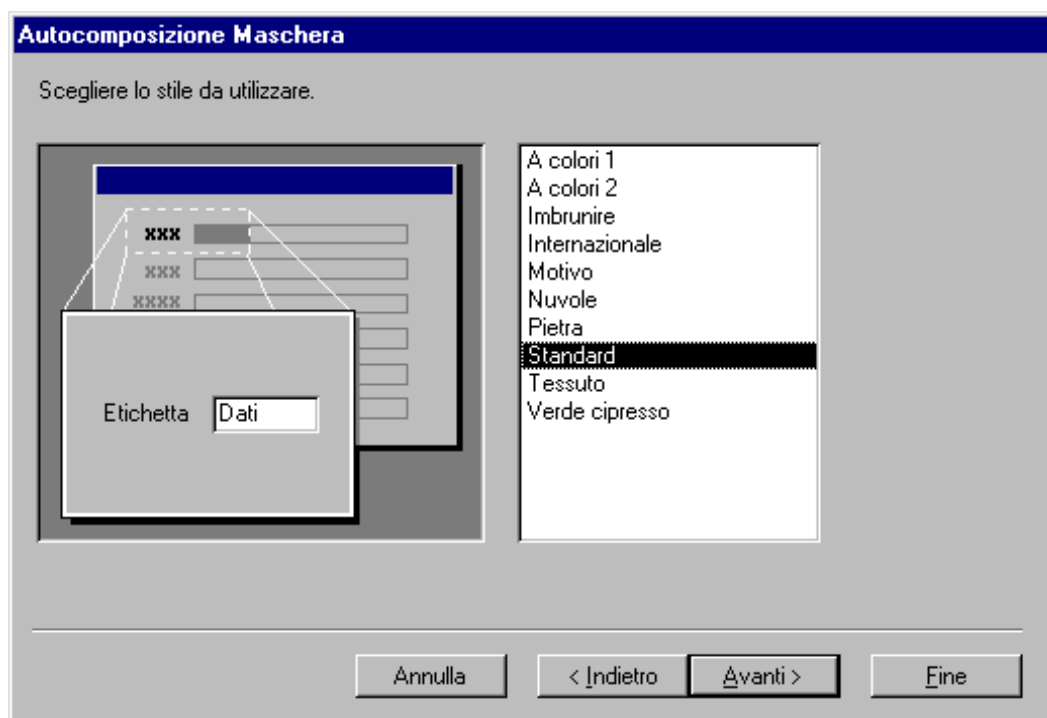 Autocomposizione Maschera
Scegliere lo stile da utilizzare.
xxx
xxx
xxxx
Etichetta Dati
A colori 1
A colori 2
Imbrunire
Internazionale
Motivo
Nuvole
Pietra
Standard
Tessuto
Verde cipresso
Annulla < Indietro Avanti > Fine